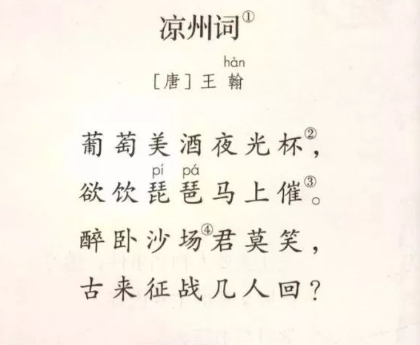 凉州词①
hàn
［唐］王 翰
葡萄美酒夜光杯②，
pí pá
欲饮琵琶马上催③。
醉卧沙场④君莫笑，
古来征战几人回？